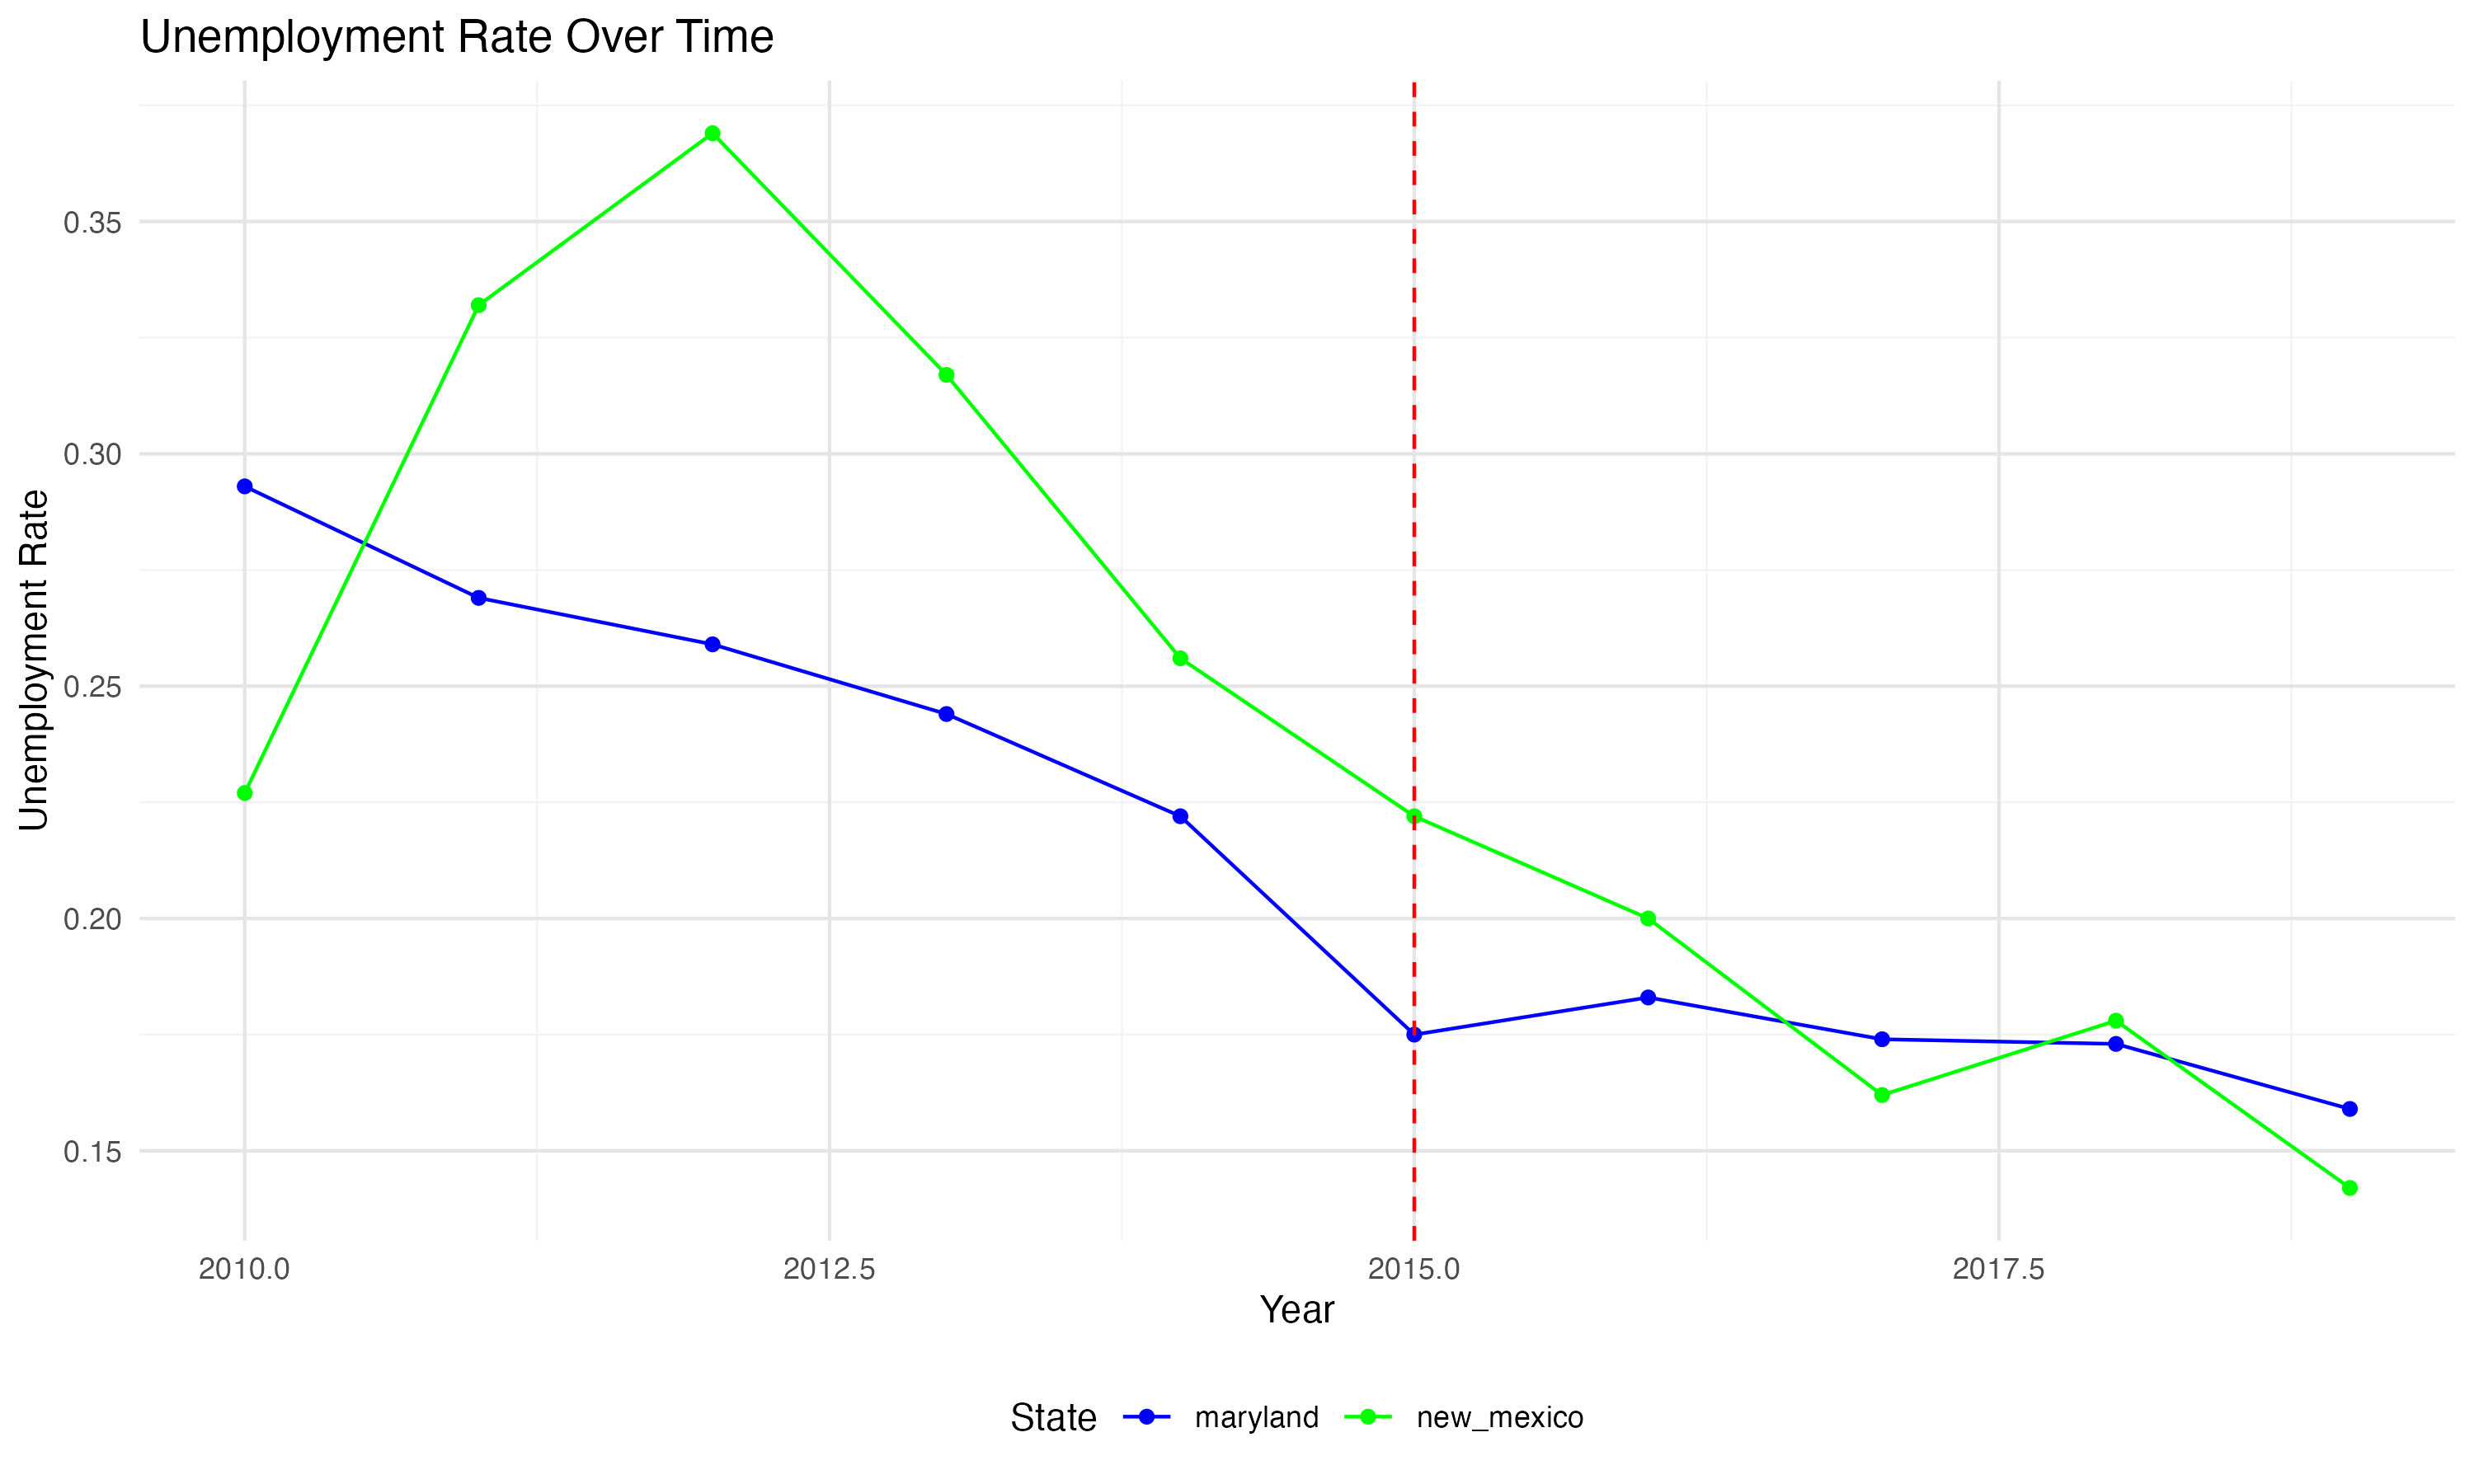 Unemployment Rate Over Time
Unemployment Rate
0.35
0.30
0.25
0.20
0.15
2010.0 2012.5 2015.0 2017.5
Year
State maryland new_mexico